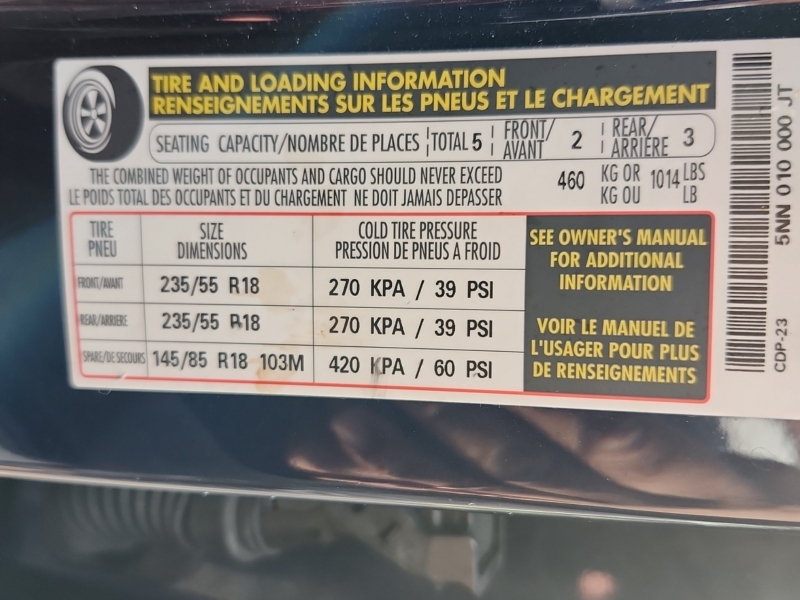 TIRE AND LOADING INFORMATION
RENSEIGNEMENTS SUR LES PNEUS ET LE CHARGEMENT
SEATING CAPACITY/NOMBRE DE PLACES TOTAL 5 FRONT/AVANT 2 REAR/ARRIÈRE 3
THE COMBINED WEIGHT OF OCCUPANTS AND CARGO SHOULD NEVER EXCEED
LE POIDS TOTAL DES OCCUPANTS ET DU CHARGEMENT NE DOIT JAMAIS DEPASSER
460 KG OR KG OU 1014 LBS LB
TIRE
PNEU
SIZE
DIMENSIONS
COLD TIRE PRESSURE
PRESSION DE PNEUS A FROID
FRONT/AVANT 235/55 R18 270 KPA / 39 PSI
REAR/ARRIERE 235/55 R18 270 KPA / 39 PSI
SPARE/DE SECOURS 145/85 R18 103M 420 KPA / 60 PSI
SEE OWNER'S MANUAL
FOR ADDITIONAL
INFORMATION
VOIR LE MANUEL DE
L'USAGER POUR PLUS
DE RENSEIGNEMENTS
5NN 010 000 JT
CDP-23